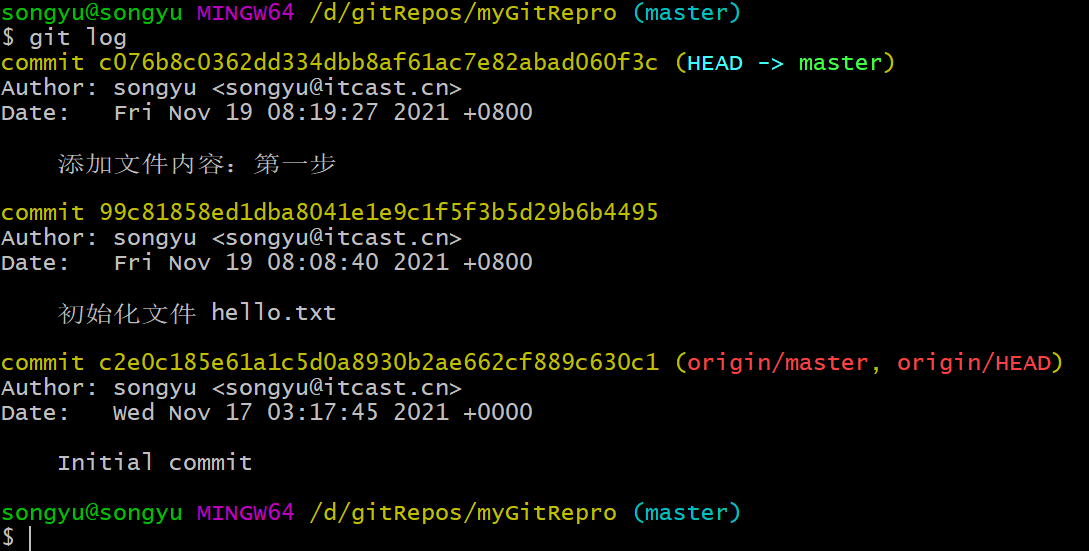 songyu@songyu MINGW64 /d/gitRepos/myGitRepro (master)
$ git log
commit c076b8c0362dd334dbb8af61ac7e82abad060f3c (HEAD -> master)
Author: songyu <songyu@itcast.cn>
Date:   Fri Nov 19 08:19:27 2021 +0800
    添加文件内容：第一步
commit 99c81858ed1dba8041e1e9c1f5f3b5d29b6b4495
Author: songyu <songyu@itcast.cn>
Date:   Fri Nov 19 08:08:40 2021 +0800
    初始化文件 hello.txt
commit c2e0c185e61a1c5d0a8930b2ae662cf889c630c1 (origin/master, origin/HEAD)
Author: songyu <songyu@itcast.cn>
Date:   Wed Nov 17 03:17:45 2021 +0000
    Initial commit
songyu@songyu MINGW64 /d/gitRepos/myGitRepro (master)
$